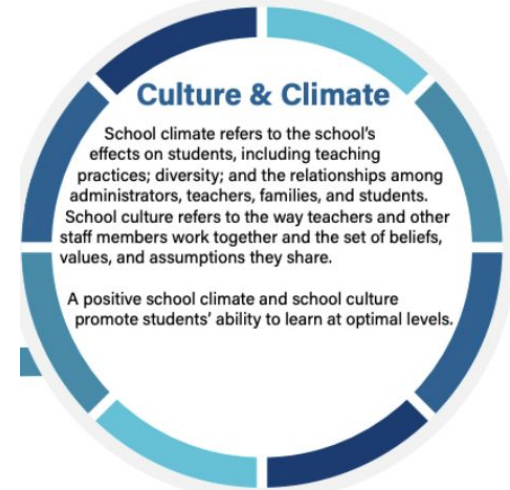 Culture & Climate
School climate refers to the school's
effects on students, including teaching
practices; diversity; and the relationships among
administrators, teachers, families, and students.
School culture refers to the way teachers and other
staff members work together and the set of beliefs,
values, and assumptions they share.
A positive school climate and school culture
promote students' ability to learn at optimal levels.